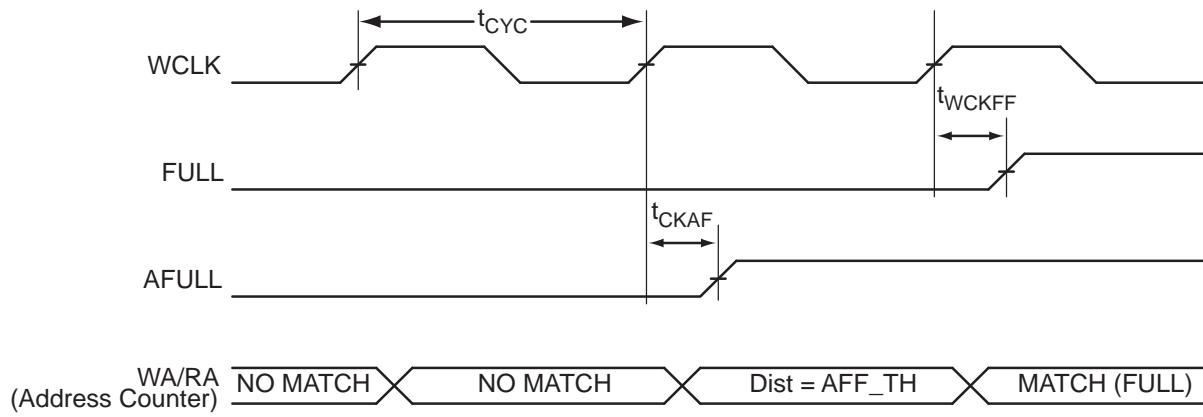 tCYC
WCLK
tWCKFF
FULL
tCKAF
AFULL
WA/RA
(Address Counter)
NO MATCH
NO MATCH
Dist = AFF_TH
MATCH (FULL)